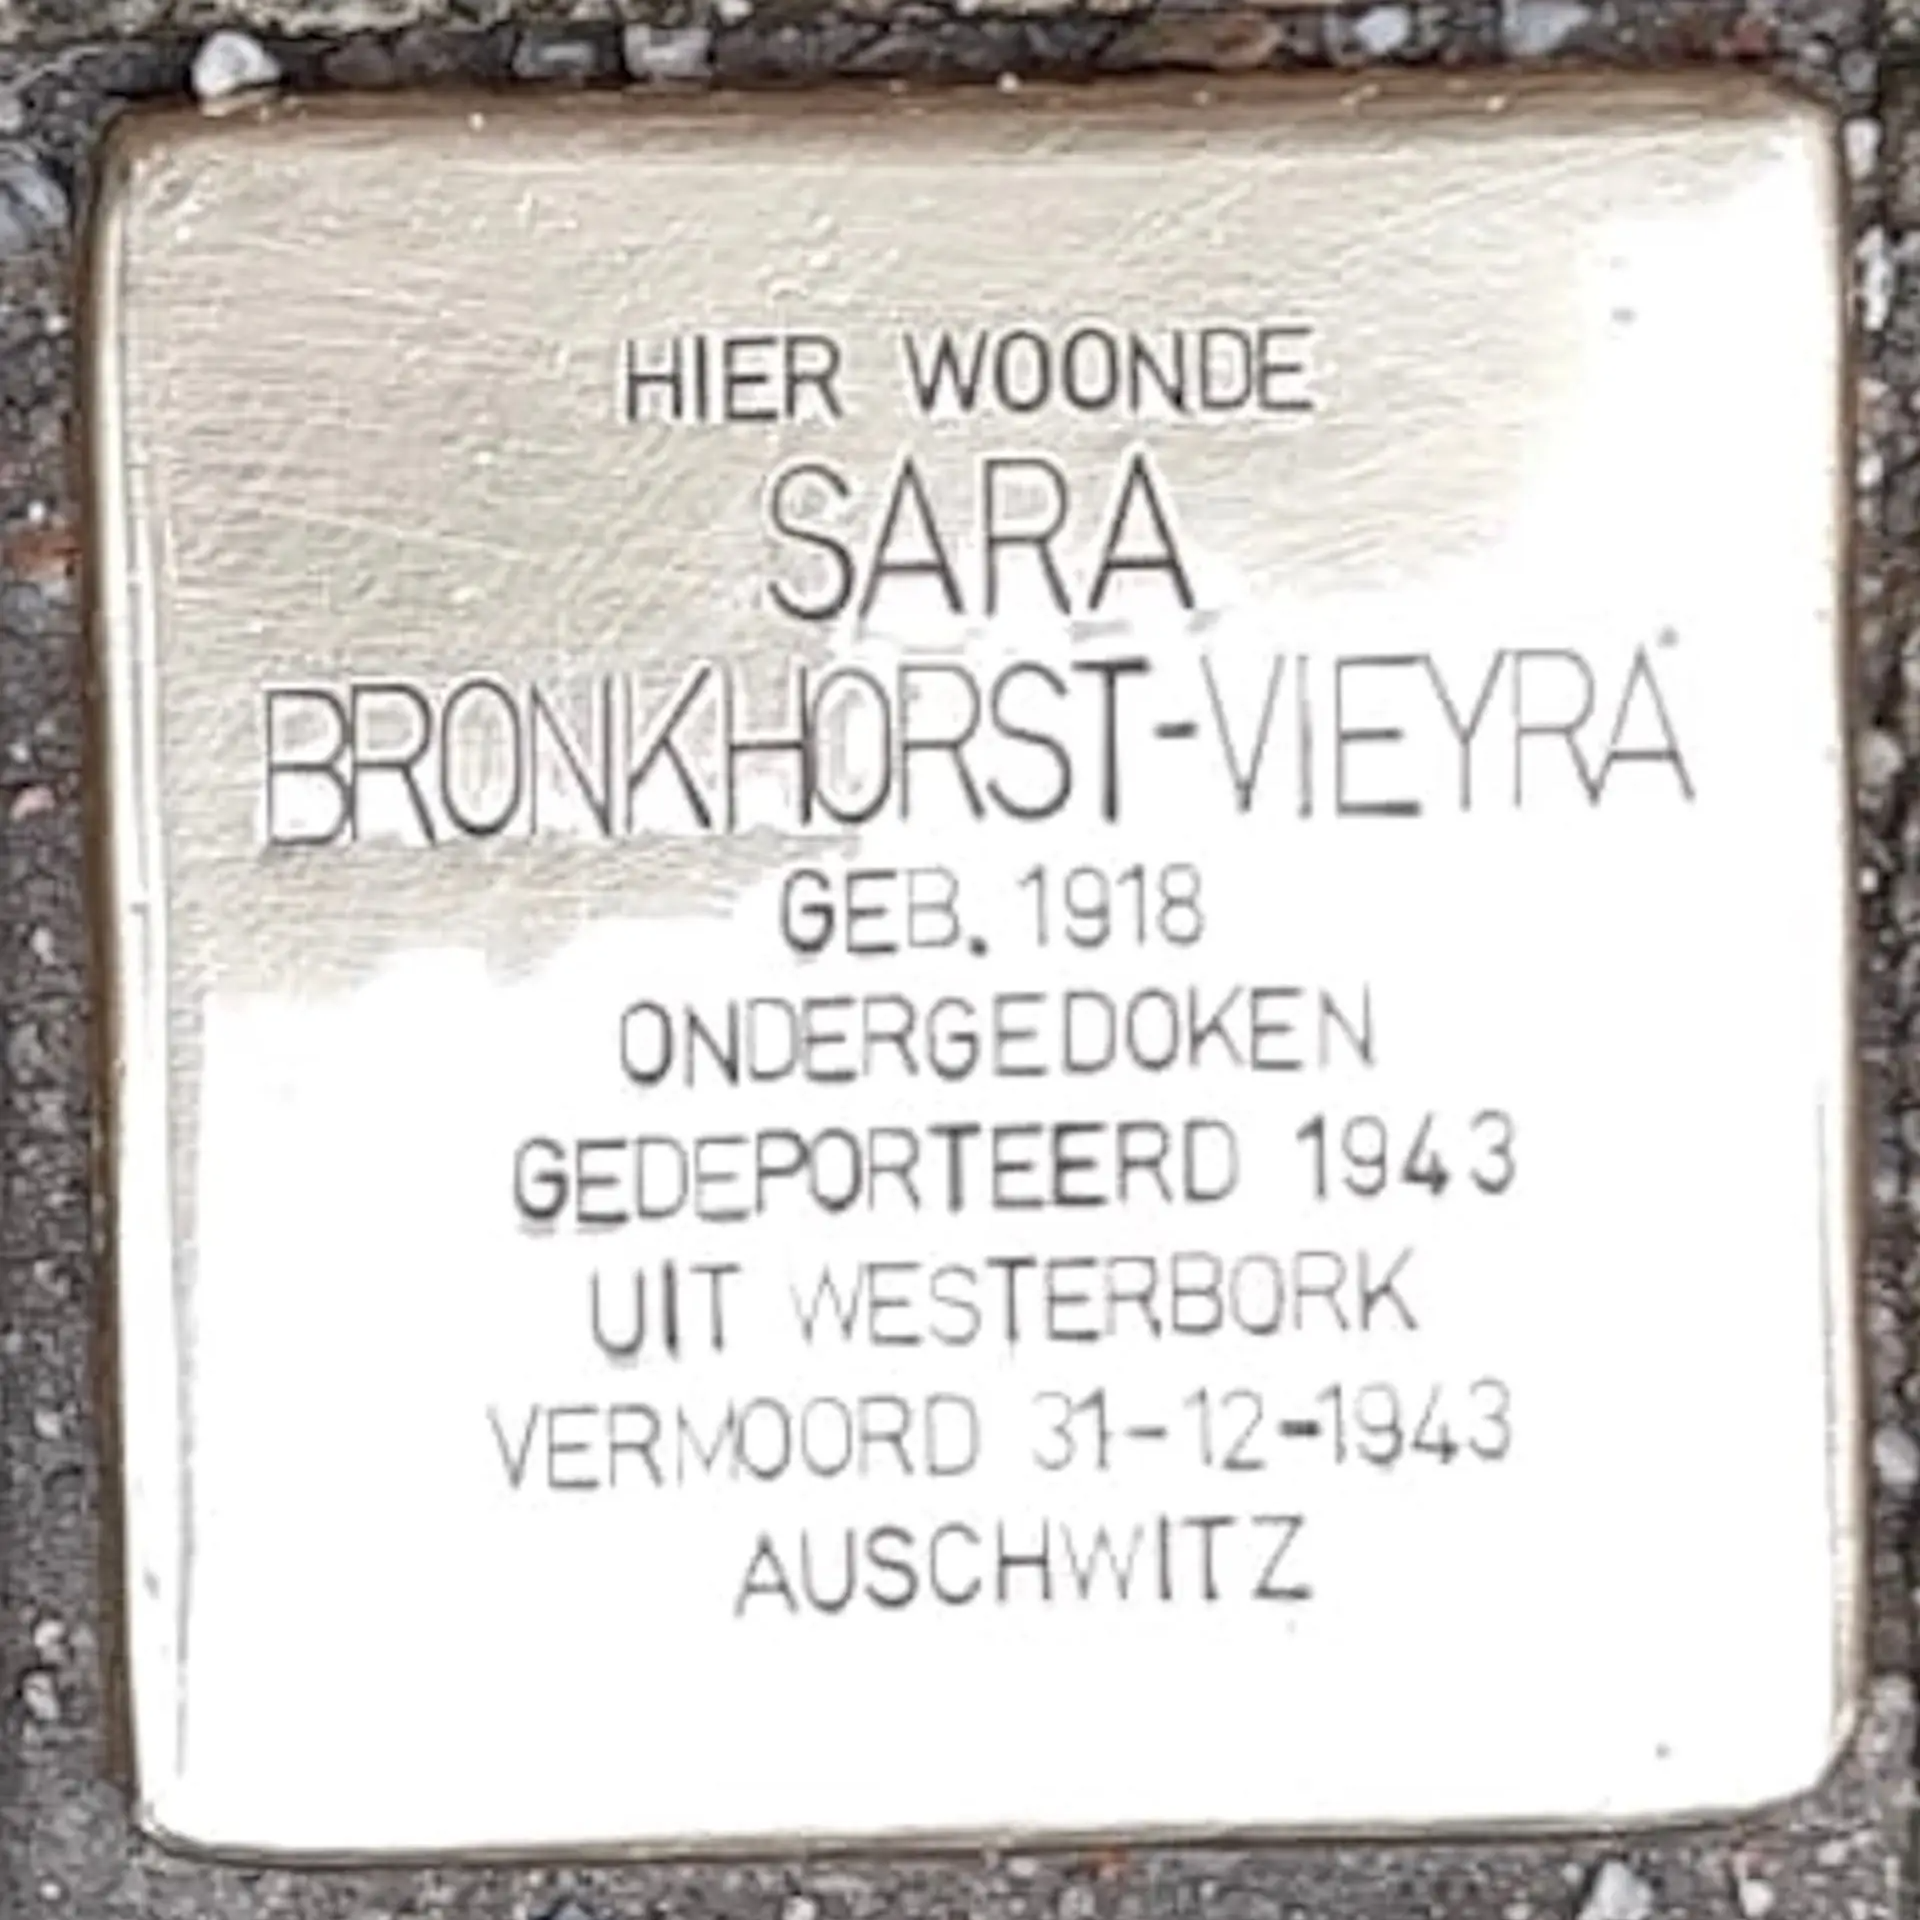 HIER WOONDE
SARA
BRONKHORST-VIEYRA
GEB. 1918
ONDERGEDOKEN
GEDEPORTEERD 1943
UIT WESTERBORK
VERMOORD 31-12-1943
AUSCHWITZ